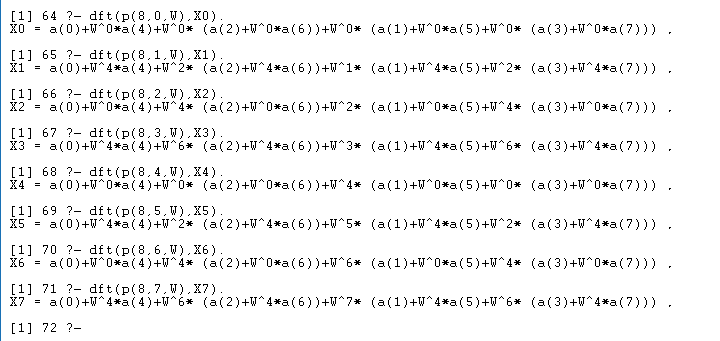 [1] 64 ?- dft(p(8,0,W),X0).
X0 = a(0)+W^0*a(4)+W^0* (a(2)+W^0*a(6))+W^0* (a(1)+W^0*a(5)+W^0* (a(3)+W^0*a(7))) .
[1] 65 ?- dft(p(8,1,W),X1).
X1 = a(0)+W^4*a(4)+W^2* (a(2)+W^4*a(6))+W^1* (a(1)+W^4*a(5)+W^2* (a(3)+W^4*a(7))) .
[1] 66 ?- dft(p(8,2,W),X2).
X2 = a(0)+W^0*a(4)+W^4* (a(2)+W^0*a(6))+W^2* (a(1)+W^0*a(5)+W^4* (a(3)+W^0*a(7))) .
[1] 67 ?- dft(p(8,3,W),X3).
X3 = a(0)+W^4*a(4)+W^6* (a(2)+W^4*a(6))+W^3* (a(1)+W^4*a(5)+W^6* (a(3)+W^4*a(7))) .
[1] 68 ?- dft(p(8,4,W),X4).
X4 = a(0)+W^0*a(4)+W^0* (a(2)+W^0*a(6))+W^4* (a(1)+W^0*a(5)+W^0* (a(3)+W^0*a(7))) .
[1] 69 ?- dft(p(8,5,W),X5).
X5 = a(0)+W^4*a(4)+W^2* (a(2)+W^4*a(6))+W^5* (a(1)+W^4*a(5)+W^2* (a(3)+W^4*a(7))) .
[1] 70 ?- dft(p(8,6,W),X6).
X6 = a(0)+W^0*a(4)+W^4* (a(2)+W^0*a(6))+W^6* (a(1)+W^0*a(5)+W^4* (a(3)+W^0*a(7))) .
[1] 71 ?- dft(p(8,7,W),X7).
X7 = a(0)+W^4*a(4)+W^6* (a(2)+W^4*a(6))+W^7* (a(1)+W^4*a(5)+W^6* (a(3)+W^4*a(7))) .
[1] 72 ?-